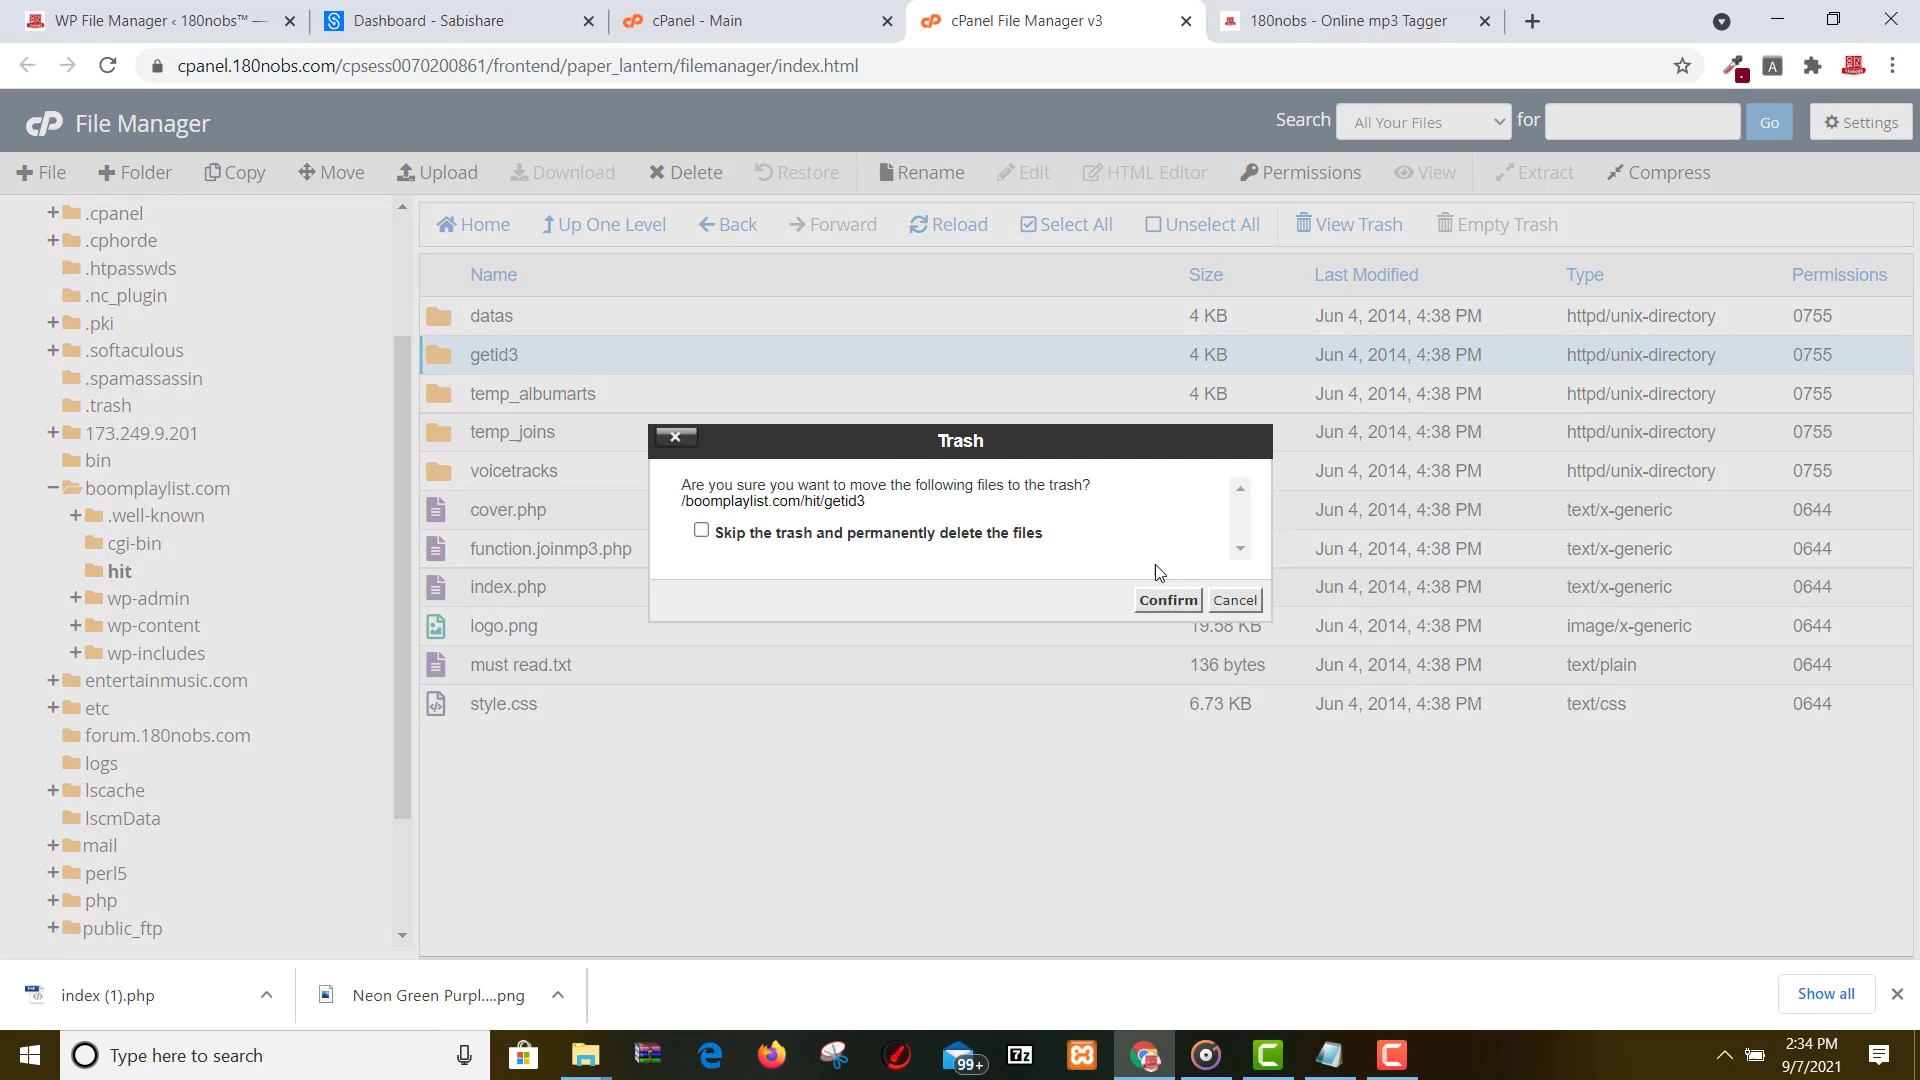 WP File Manager ‹ 180nobs™ —
Dashboard - Sabishare
cPanel - Main
cPanel File Manager v3
180nobs - Online mp3 Tagger
cpanel.180nobs.com/cpsess0070200861/frontend/paper_lantern/filemanager/index.html
cP File Manager
Search All Your Files for Go Settings
File Folder Copy Move Upload Download Delete Restore Rename Edit HTML Editor Permissions View Extract Compress
Home Up One Level Back Forward Reload Select All Unselect All View Trash Empty Trash
.cpanel
.cphorde
.htpasswds
.nc_plugin
.pki
.softaculous
.spamassassin
.trash
173.249.9.201
bin
boomplaylist.com
.well-known
cgi-bin
hit
wp-admin
wp-content
wp-includes
entertainmusic.com
etc
forum.180nobs.com
logs
lscache
lscmData
mail
perl5
php
public_ftp
Name Size Last Modified Type Permissions
datas 4 KB Jun 4, 2014, 4:38 PM httpd/unix-directory 0755
getid3 4 KB Jun 4, 2014, 4:38 PM httpd/unix-directory 0755
temp_albumarts 4 KB Jun 4, 2014, 4:38 PM httpd/unix-directory 0755
temp_joins Jun 4, 2014, 4:38 PM httpd/unix-directory 0755
voicetracks Jun 4, 2014, 4:38 PM httpd/unix-directory 0755
cover.php Jun 4, 2014, 4:38 PM text/x-generic 0644
function.joinmp3.php Jun 4, 2014, 4:38 PM text/x-generic 0644
index.php Jun 4, 2014, 4:38 PM text/x-generic 0644
logo.png 19.58 KB Jun 4, 2014, 4:38 PM image/x-generic 0644
must read.txt 136 bytes Jun 4, 2014, 4:38 PM text/plain 0644
style.css 6.73 KB Jun 4, 2014, 4:38 PM text/css 0644
Trash
Are you sure you want to move the following files to the trash?
/boomplaylist.com/hit/getid3
Skip the trash and permanently delete the files
Confirm Cancel
index (1).php
Neon Green Purpl....png
Show all
Type here to search
99+
7z
2:34 PM
9/7/2021